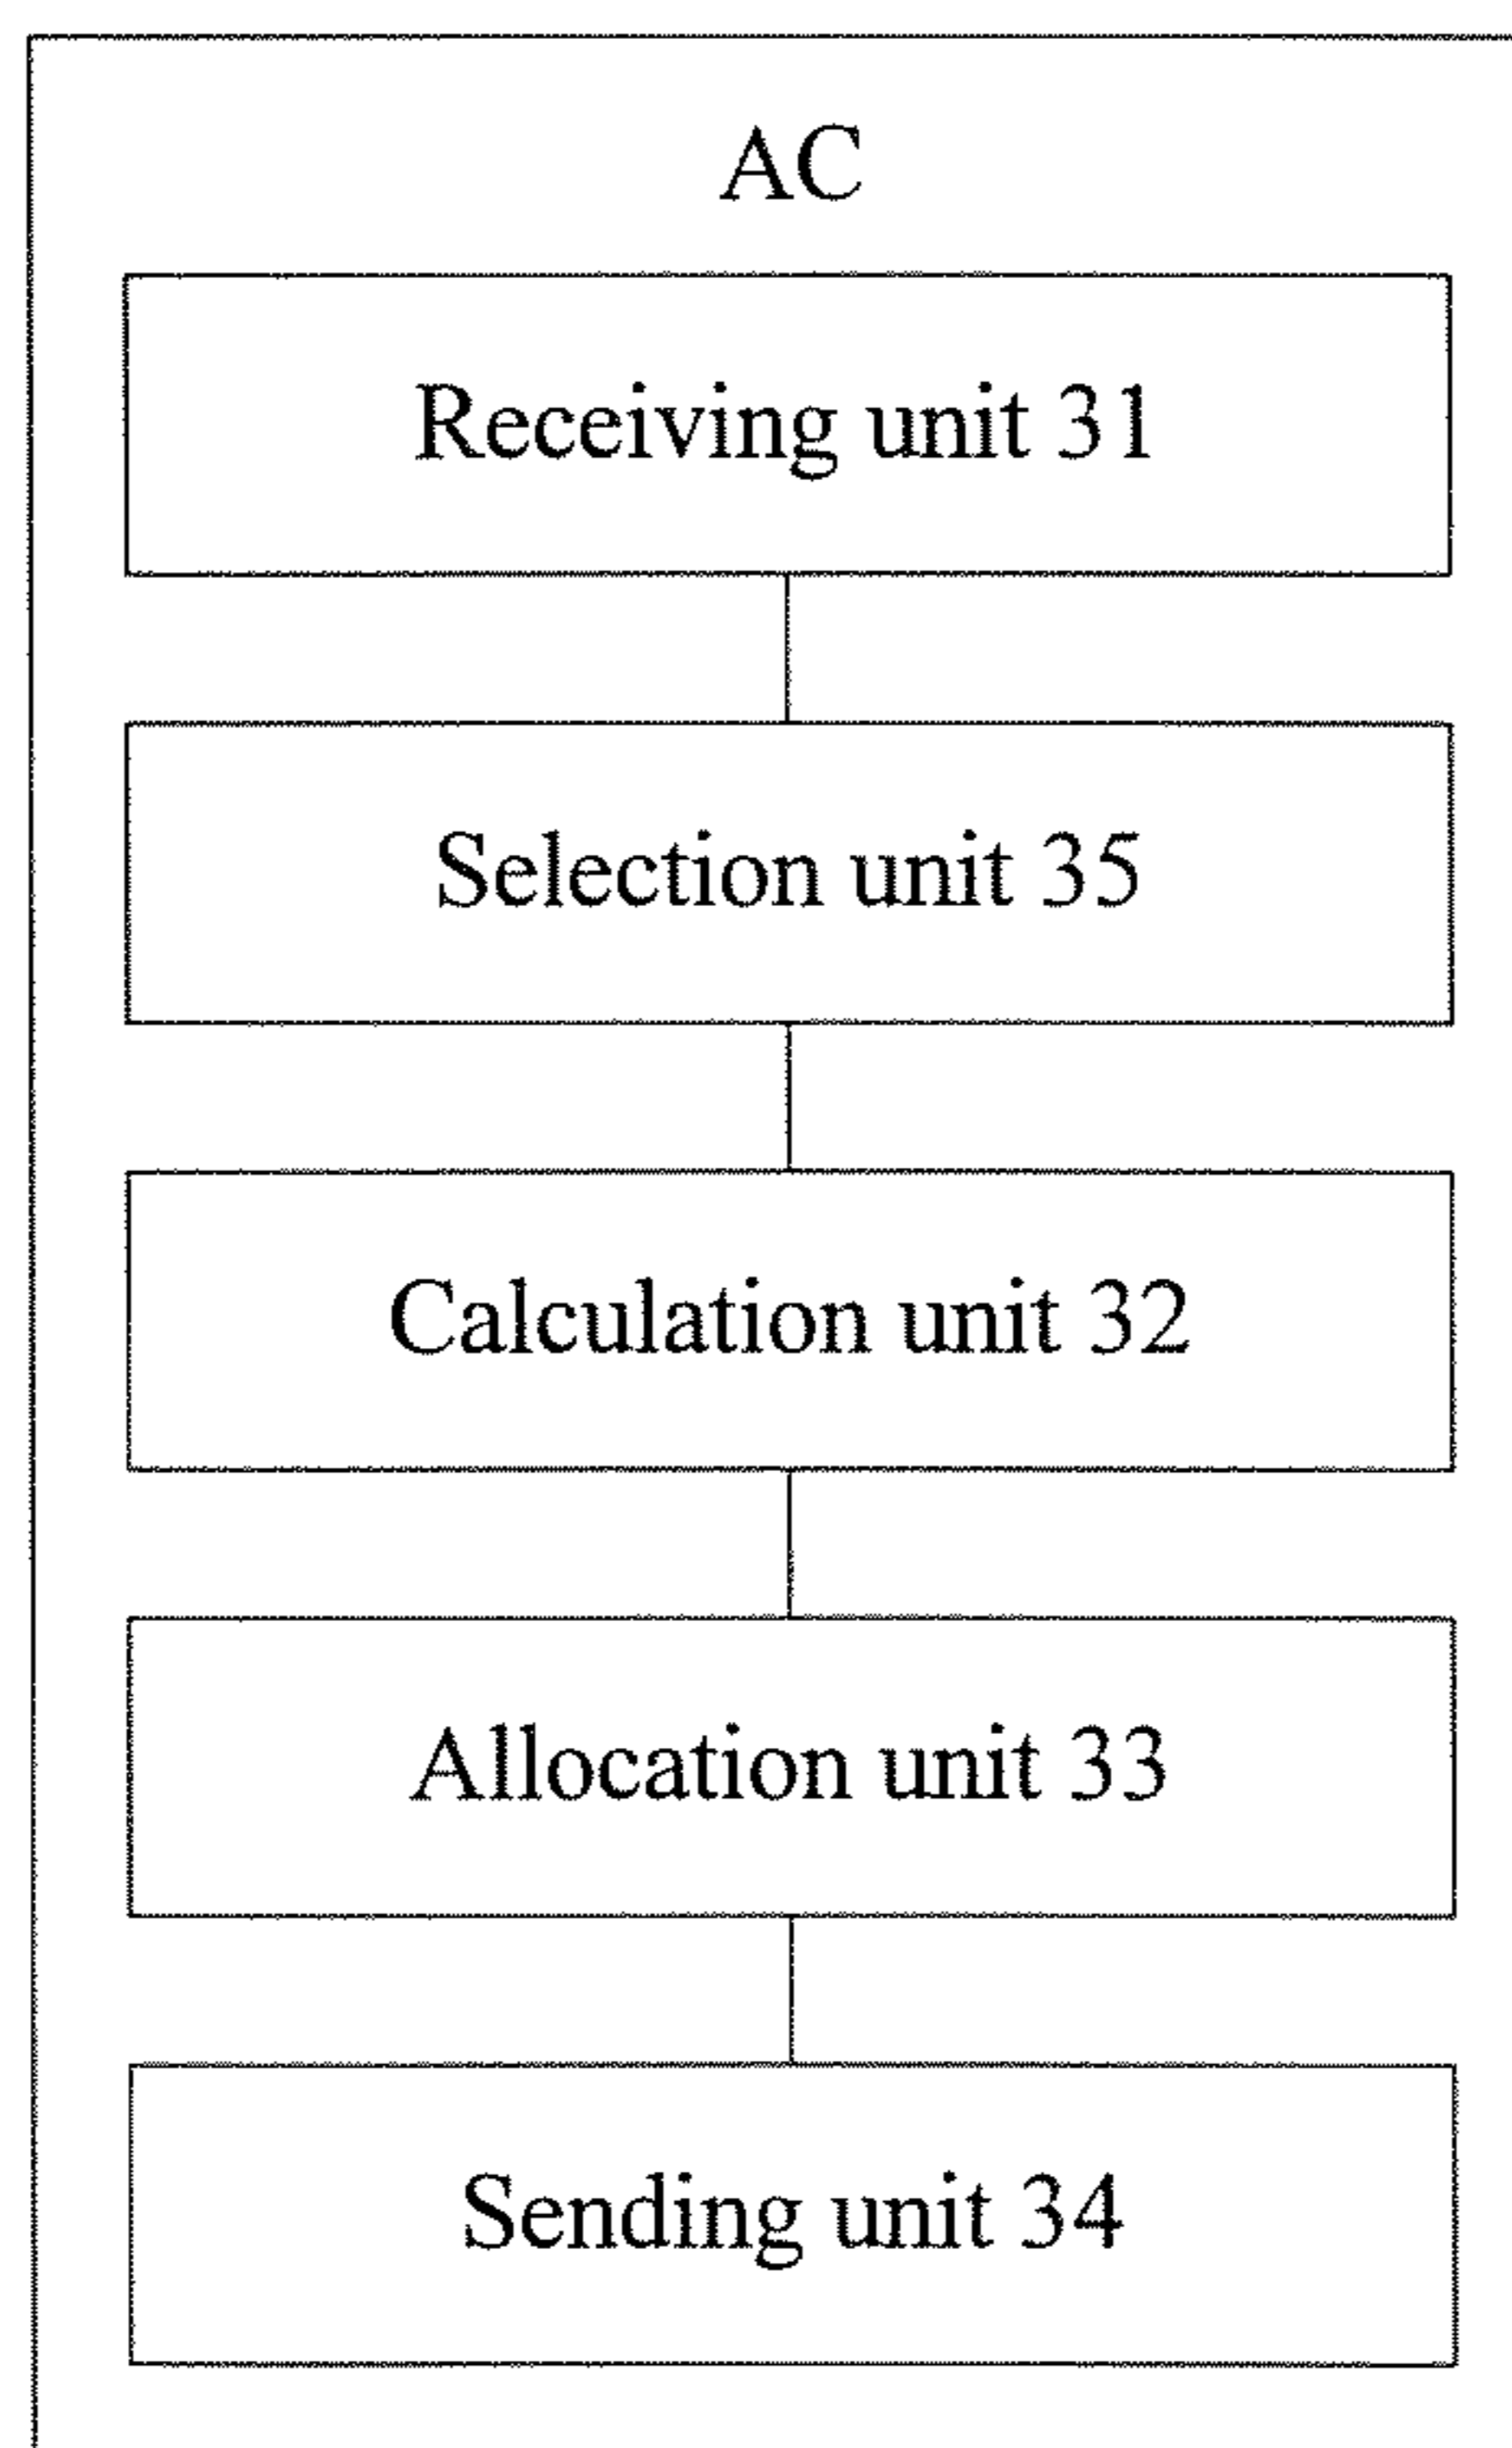 AC
Receiving unit 31
Selection unit 35
Calculation unit 32
Allocation unit 33
Sending unit 34